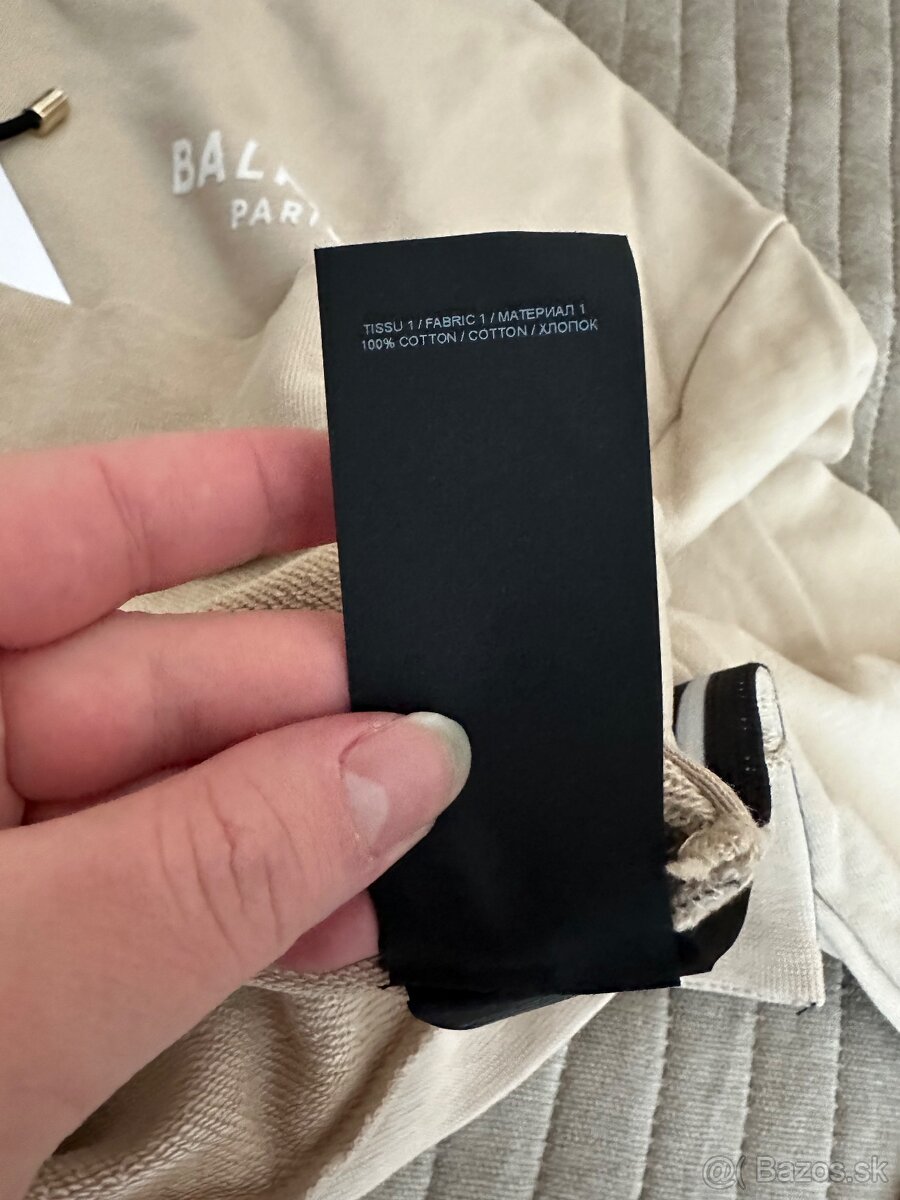 BAL
PARI
TISSU 1 / FABRIC 1 / МАТЕРИАЛ 1
100% COTTON / COTTON / ХЛОПОК
@( Bazos.sk